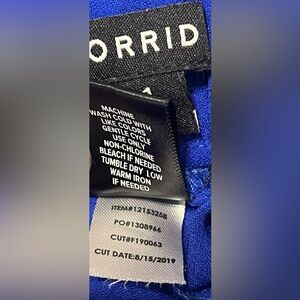 ORRID
MACHINE
WASH COLD WITH
LIKE COLORS
GENTLE CYCLE
USE ONLY
NON-CHLORINE
BLEACH IF NEEDED
TUMBLE DRY LOW
WARM IRON
IF NEEDED
ITEM#12153268
PO#1308966
CUT#F190063
CUT DATE:8/15/2019